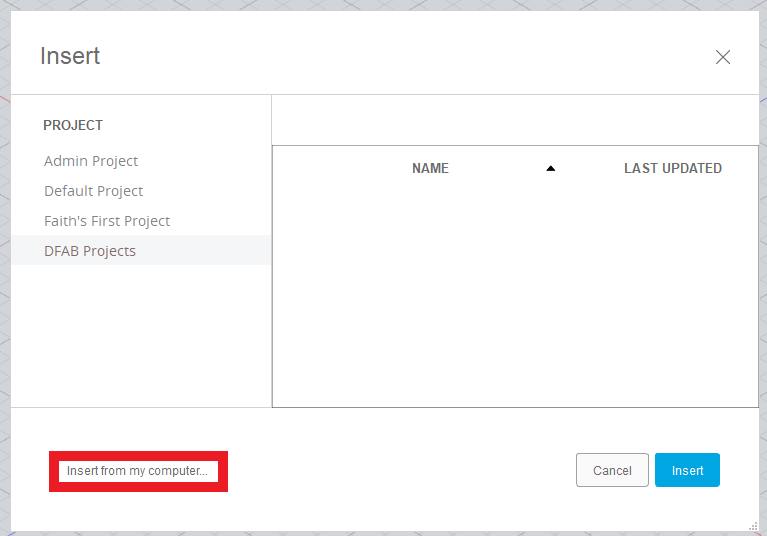 Insert
PROJECT
Admin Project
Default Project
Faith's First Project
DFAB Projects
NAME
LAST UPDATED
Insert from my computer...
Cancel
Insert